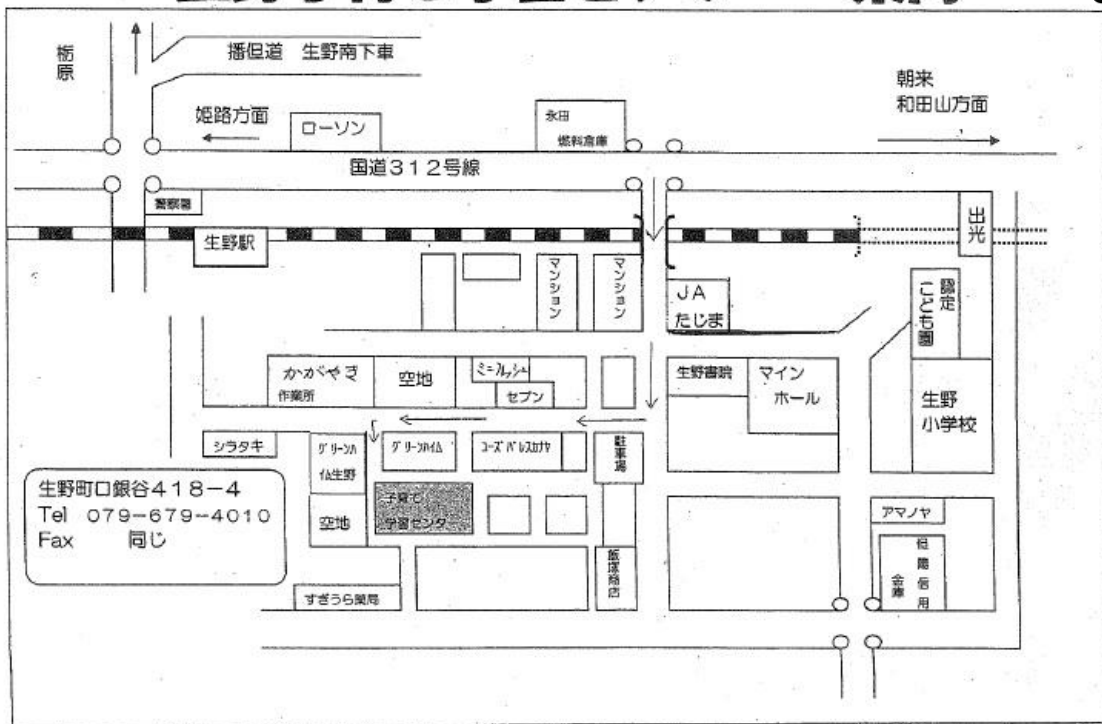 栃原
播但道　生野南下車
朝来
和田山方面
姫路方面
ローソン
永田
燃料倉庫
国道312号線
警察署
生野駅
出光
マンション
マンション
JA
たじま
認定
こども園
かがやき
作業所
空地
セブン
生野書院
マイン
ホール
生野
小学校
シラタキ
グリーンハ
イム生野
グリーンハイム
コーズパレスカナヤ
駐車場
生野町口銀谷418-4
Tel 079-679-4010
Fax 同じ
空地
子育て
学習センター
アマノヤ
但陽信用
金庫
飯塚商店
すぎうら薬局